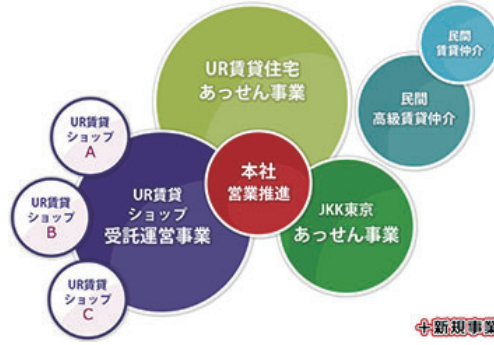 民間
賃貸仲介
UR賃貸住宅
あっせん事業
民間
高級賃貸仲介
UR賃貸
ショップ
A
本社
営業推進
UR賃貸
ショップ
受託運営事業
UR賃貸
ショップ
B
JKK東京
あっせん事業
UR賃貸
ショップ
C
+新規事業